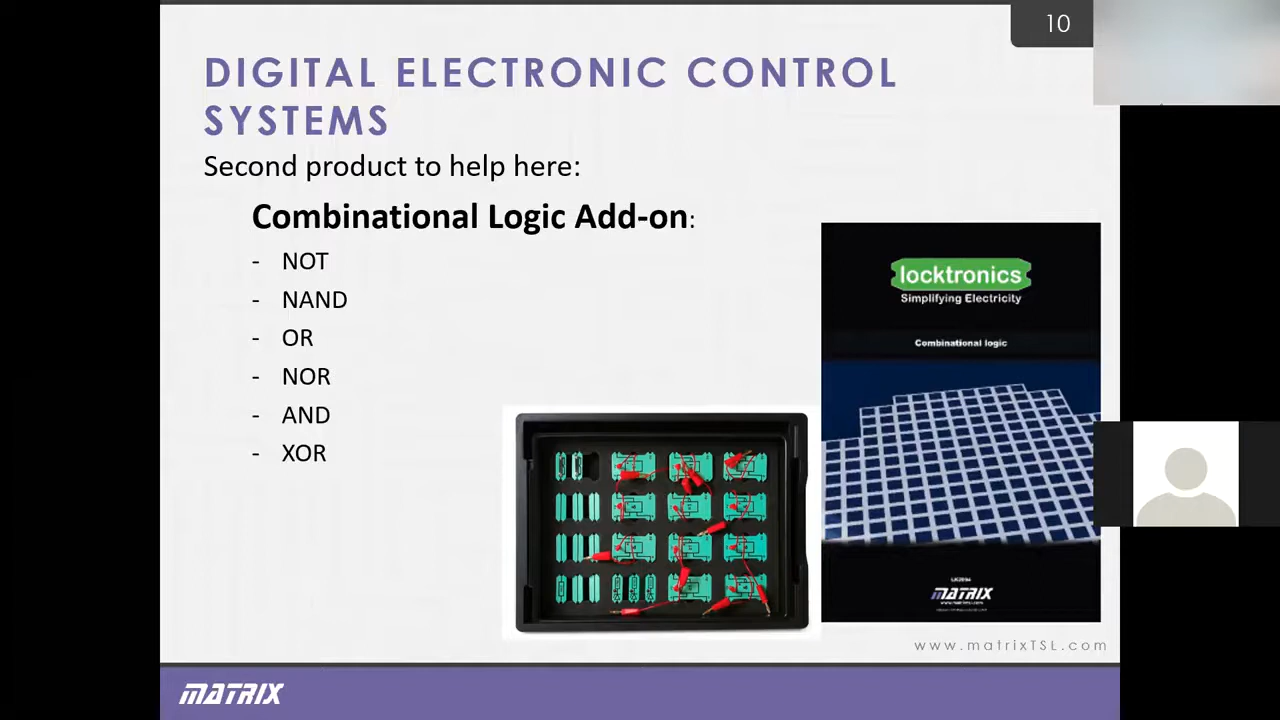 10
DIGITAL ELECTRONIC CONTROL
SYSTEMS
Second product to help here:
Combinational Logic Add-on:
- NOT
- NAND
- OR
- NOR
- AND
- XOR
locktronics
Simplifying Electricity
Combinational logic
MATRIX
www.matrixTSL.com
MATRIX